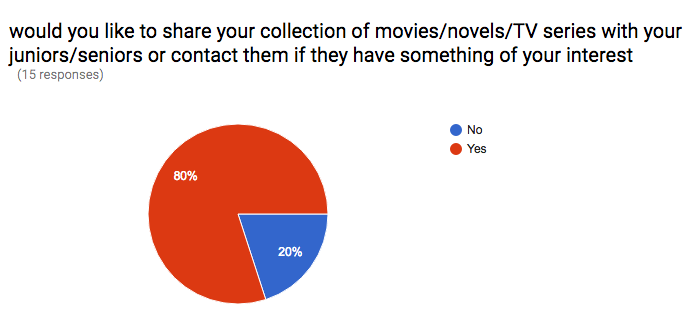 would you like to share your collection of movies/novels/TV series with your
juniors/seniors or contact them if they have something of your interest
(15 responses)
No
Yes
80%
20%